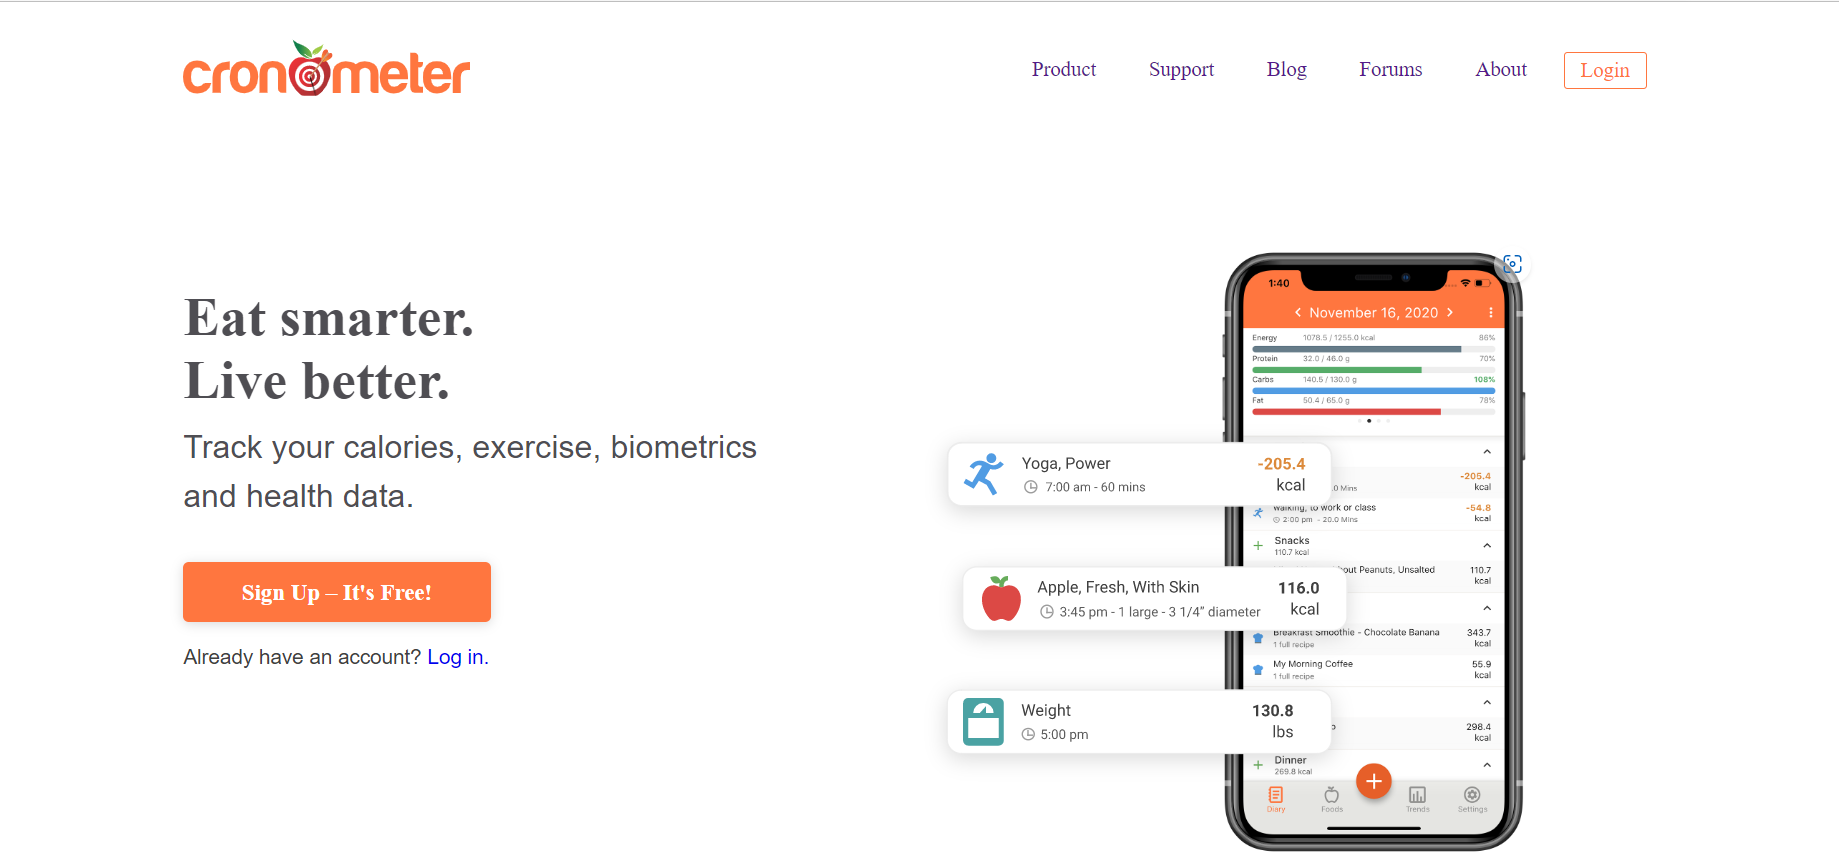 cronometer
Product Support Blog Forums About Login
Eat smarter.
Live better.
Track your calories, exercise, biometrics
and health data.
Sign Up – It's Free!
Already have an account? Log in.
1:40
November 16, 2020
Energy 1078.5 / 1255.0 kcal 86%
Protein 32.0 / 46.0 g 70%
Carbs 140.5 / 130.0 g 108%
Fat 50.4 / 65.0 g 78%
Yoga, Power -205.4
7:00 am - 60 mins kcal
-205.4
.0 Mins kcal
Walking, to work or class -54.8
2:00 pm - 20.0 Mins kcal
Snacks
110.7 kcal
out Peanuts, Unsalted 110.7
kcal
Apple, Fresh, With Skin 116.0
3:45 pm - 1 large - 3 1/4” diameter kcal
Breakfast Smoothie - Chocolate Banana 343.7
1 full recipe kcal
My Morning Coffee 55.9
1 full recipe kcal
Weight 130.8
5:00 pm lbs
298.4
kcal
Dinner
269.8 kcal
+
Diary Foods Trends Settings